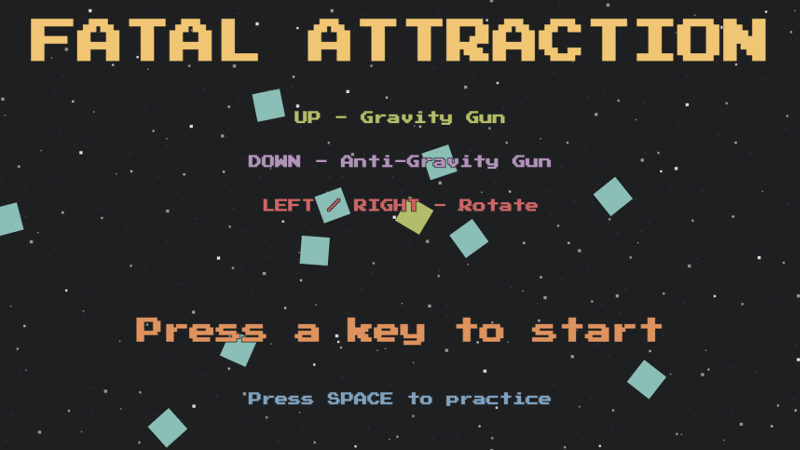 FATAL ATTRACTION
UP - Gravity Gun
DOWN - Anti-Gravity Gun
LEFT / RIGHT - Rotate
Press a key to start
Press SPACE to practice